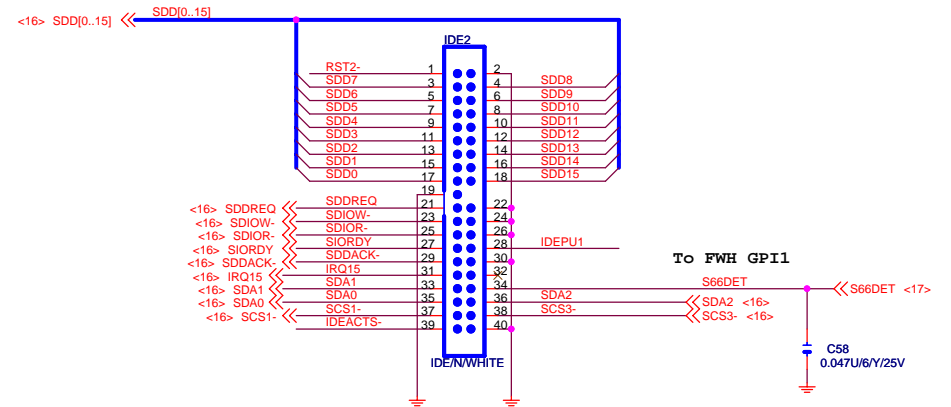 <16> SDD[0..15] SDD[0..15]
IDE2
RST2- 1 2
SDD7 3 4 SDD8
SDD6 5 6 SDD9
SDD5 7 8 SDD10
SDD4 9 10 SDD11
SDD3 11 12 SDD12
SDD2 13 14 SDD13
SDD1 15 16 SDD14
SDD0 17 18 SDD15
19
<16> SDDREQ SDDREQ 21 22
<16> SDIOW- SDIOW- 23 24
<16> SDIOR- SDIOR- 25 26
<16> SIORDY SIORDY 27 28 IDEPU1
<16> SDDACK- SDDACK- 29 30
To FWH GPI1
<16> IRQ15 IRQ15 31 32
<16> SDA1 SDA1 33 34 S66DET S66DET <17>
<16> SDA0 SDA0 35 36 SDA2 SDA2 <16>
<16> SCS1- SCS1- 37 38 SCS3- SCS3- <16>
IDEACTS- 39 40
IDE/N/WHITE
C58
0.047U/6/Y/25V